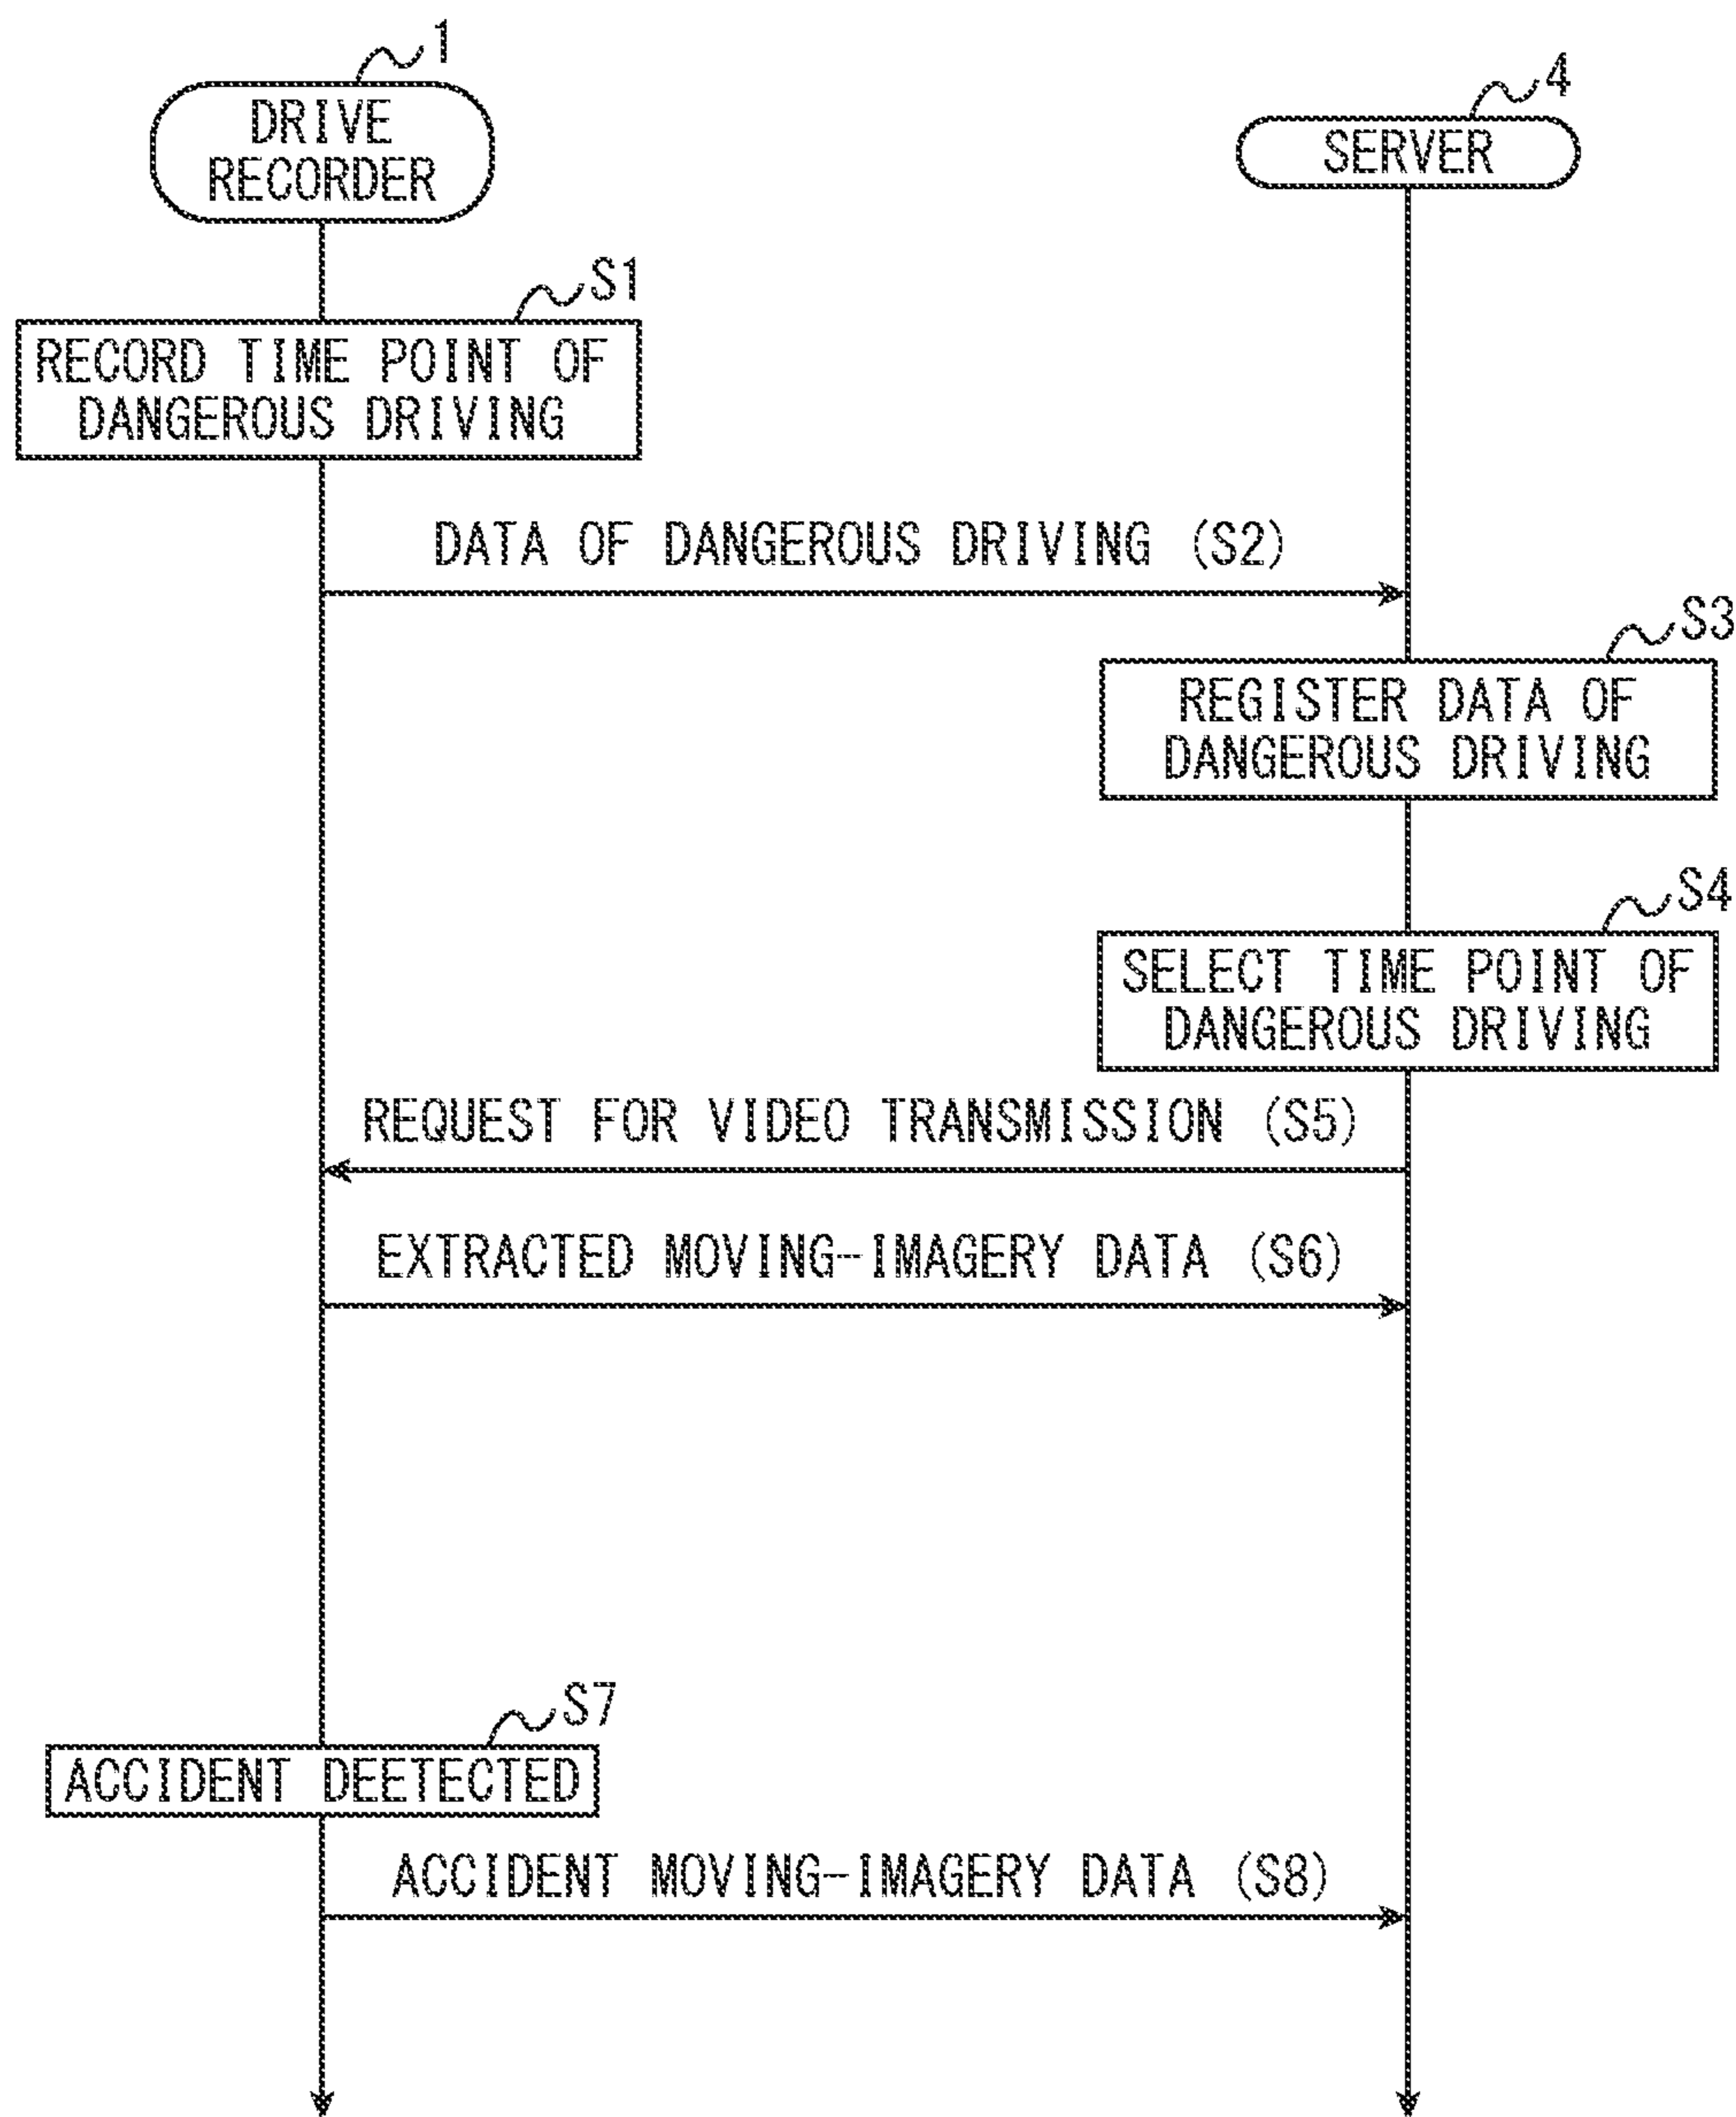 1
DRIVE
RECORDER
4
SERVER
S1
RECORD TIME POINT OF
DANGEROUS DRIVING
DATA OF DANGEROUS DRIVING (S2)
S3
REGISTER DATA OF
DANGEROUS DRIVING
S4
SELECT TIME POINT OF
DANGEROUS DRIVING
REQUEST FOR VIDEO TRANSMISSION (S5)
EXTRACTED MOVING-IMAGERY DATA (S6)
S7
ACCIDENT DEETECTED
ACCIDENT MOVING-IMAGERY DATA (S8)